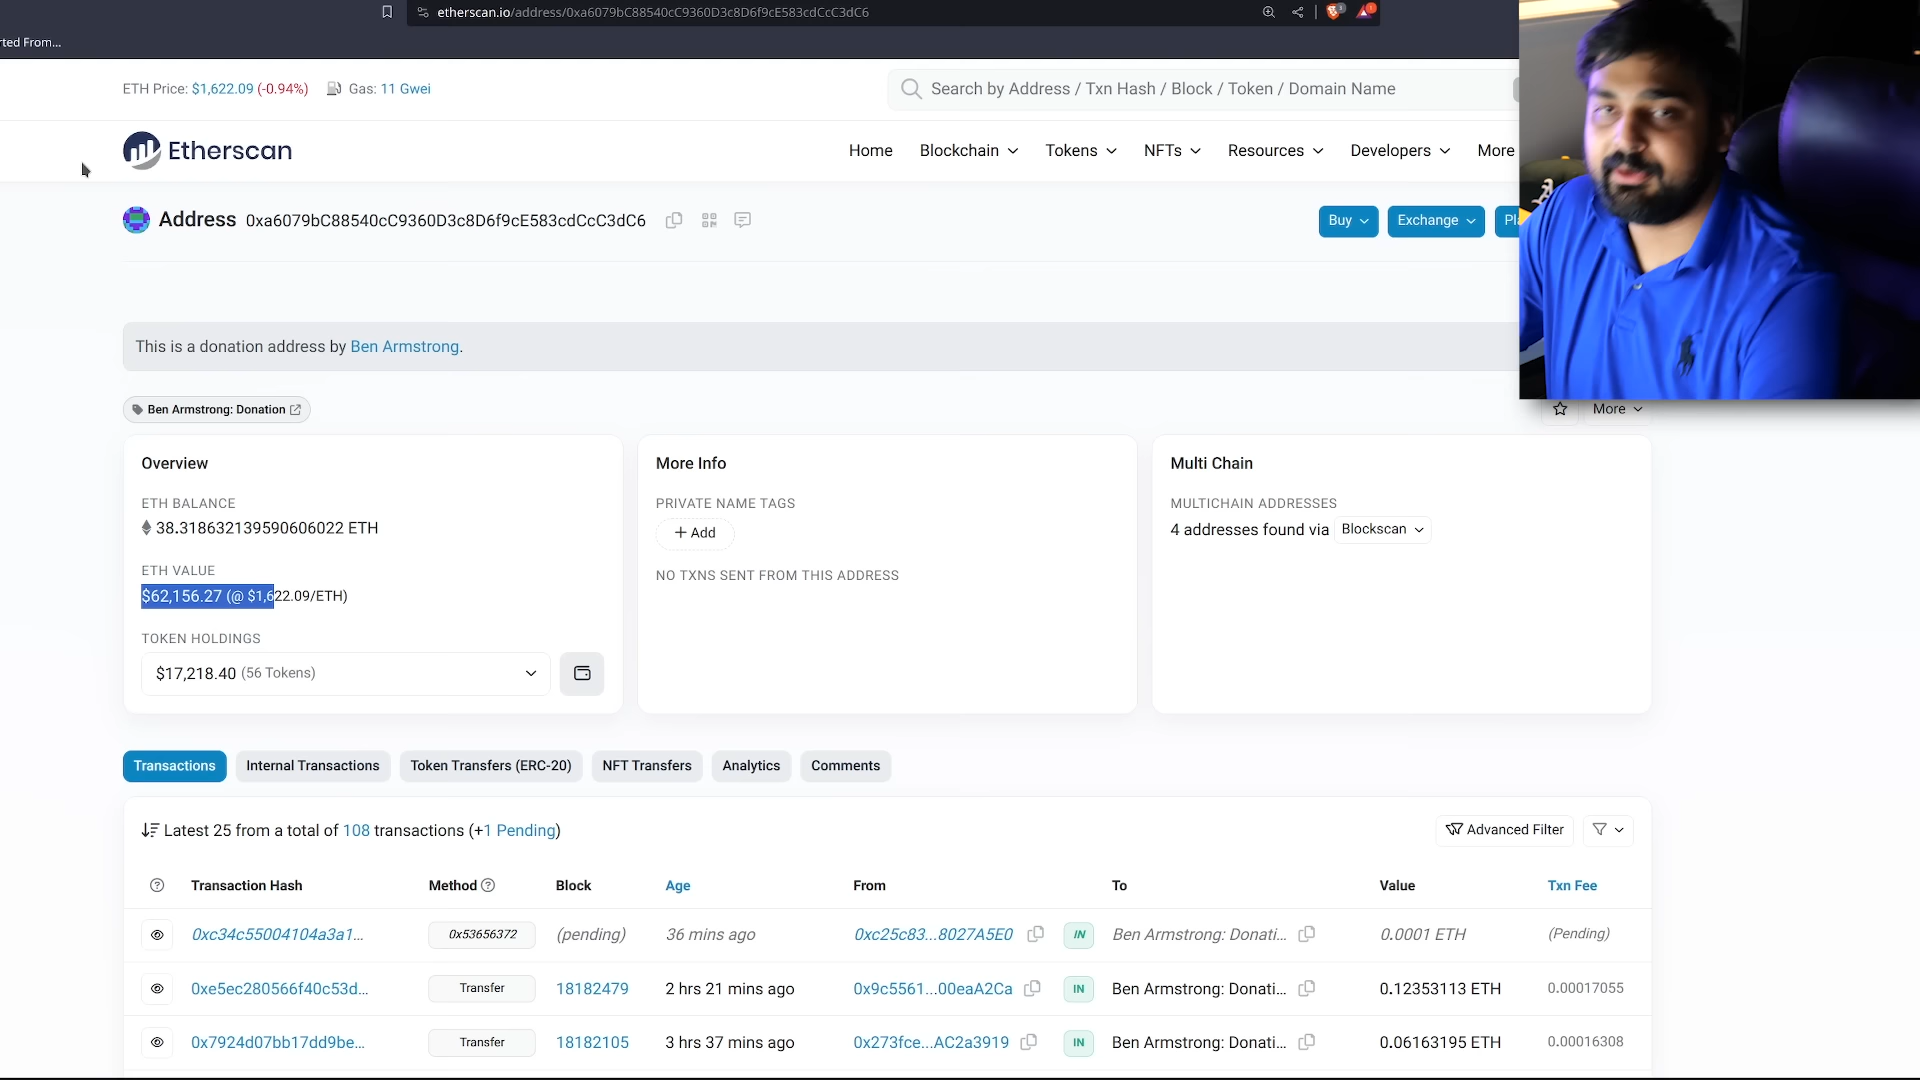 etherscan.io/address/0xa6079bC88540cC9360D3c8D6f9cE583cdCcC3dC6
rted From...
ETH Price: $1,622.09 (-0.94%) Gas: 11 Gwei
Search by Address / Txn Hash / Block / Token / Domain Name
Etherscan
Home Blockchain Tokens NFTs Resources Developers More
Address 0xa6079bC88540cC9360D3c8D6f9cE583cdCcC3dC6
Buy Exchange Pla
This is a donation address by Ben Armstrong.
Ben Armstrong: Donation
More
Overview
ETH BALANCE
38.318632139590606022 ETH
ETH VALUE
$62,156.27 (@ $1,622.09/ETH)
TOKEN HOLDINGS
$17,218.40 (56 Tokens)
More Info
PRIVATE NAME TAGS
+ Add
NO TXNS SENT FROM THIS ADDRESS
Multi Chain
MULTICHAIN ADDRESSES
4 addresses found via Blockscan
Transactions Internal Transactions Token Transfers (ERC-20) NFT Transfers Analytics Comments
Latest 25 from a total of 108 transactions (+1 Pending)
Advanced Filter
Transaction Hash Method Block Age From To Value Txn Fee
0xc34c55004104a3a1... 0x53656372 (pending) 36 mins ago 0xc25c83...8027A5E0 IN Ben Armstrong: Donati... 0.0001 ETH (Pending)
0xe5ec280566f40c53d... Transfer 18182479 2 hrs 21 mins ago 0x9c5561...00eaA2Ca IN Ben Armstrong: Donati... 0.12353113 ETH 0.00017055
0x7924d07bb17dd9be... Transfer 18182105 3 hrs 37 mins ago 0x273fce...AC2a3919 IN Ben Armstrong: Donati... 0.06163195 ETH 0.00016308